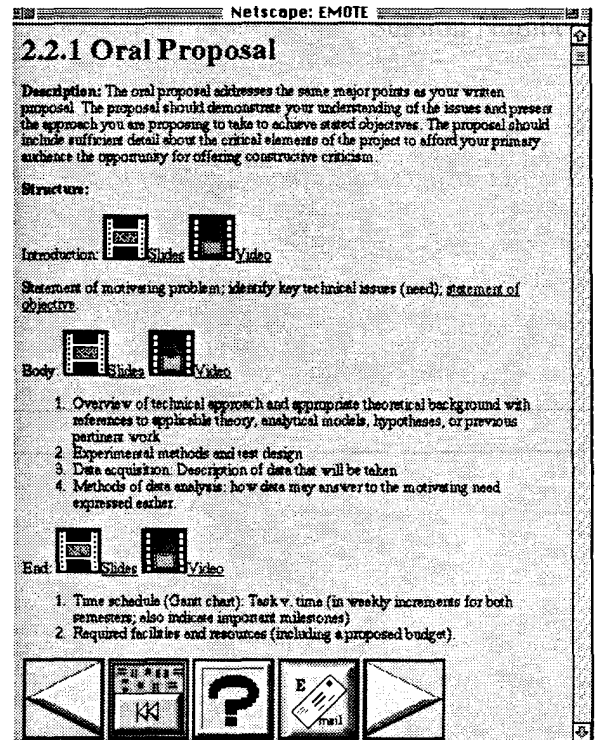 Netscape: EMOTE
2.2.1 Oral Proposal
Description: The oral proposal addresses the same major points as your written
proposal. The proposal should demonstrate your understanding of the issues and present
the approach you are proposing to take to achieve stated objectives. The proposal should
include sufficient detail about the critical elements of the project to afford your primary
audience the opportunity for offering constructive criticism.
Structure:
Introduction: Slides Video
Statement of motivating problem; identify key technical issues (need); statement of
objective.
Body: Slides Video
1. Overview of technical approach and appropriate theoretical background with
references to applicable theory, analytical models, hypotheses, or previous
pertinent work
2. Experimental methods and test design
3. Data acquisition: Description of data that will be taken
4. Methods of data analysis: how data may answer to the motivating need
expressed earlier.
End: Slides Video
1. Time schedule (Gantt chart): Task v. time (in weekly increments for both
semesters; also indicate important milestones)
2. Required facilities and resources (including a proposed budget).
?
E
mail